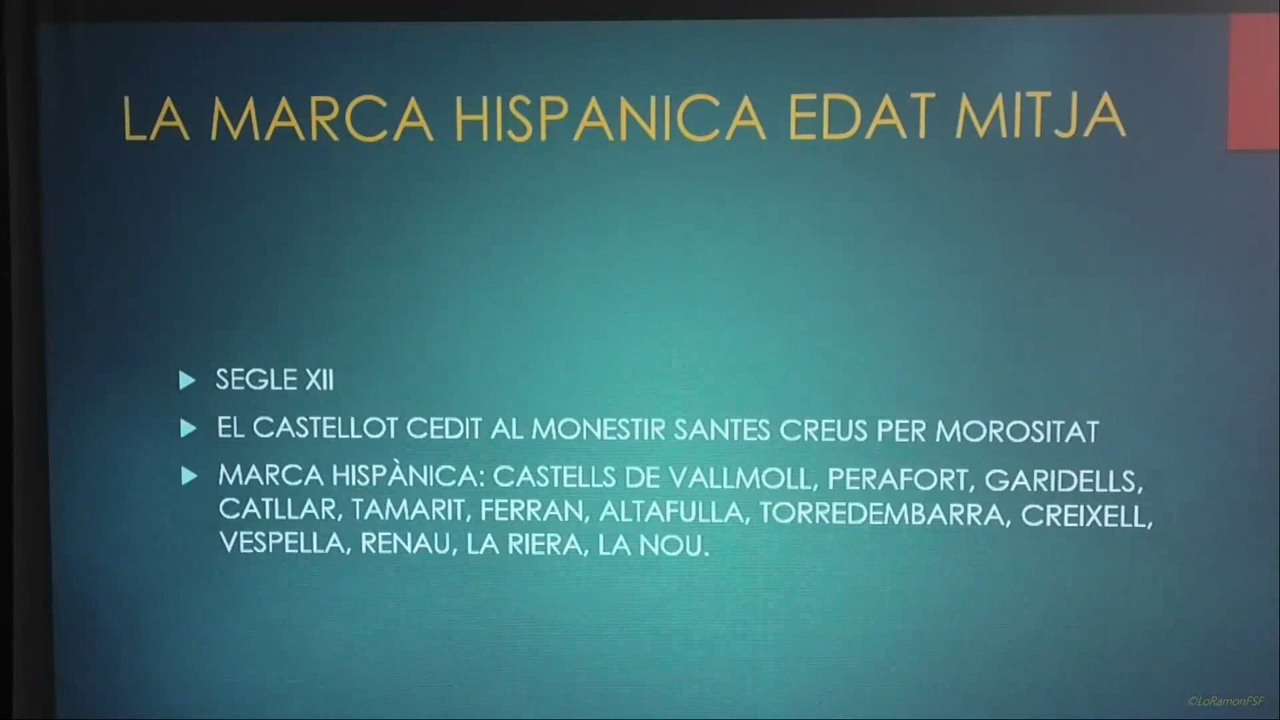 LA MARCA HISPANICA EDAT MITJA
SEGLE XII
EL CASTELLOT CEDIT AL MONESTIR SANTES CREUS PER MOROSITAT
MARCA HISPÀNICA: CASTELLS DE VALLMOLL, PERAFORT, GARIDELLS,
CATLLAR, TAMARIT, FERRAN, ALTAFULLA, TORREDEMBARRA, CREIXELL,
VESPELLA, RENAU, LA RIERA, LA NOU.
©LoRamonFSF